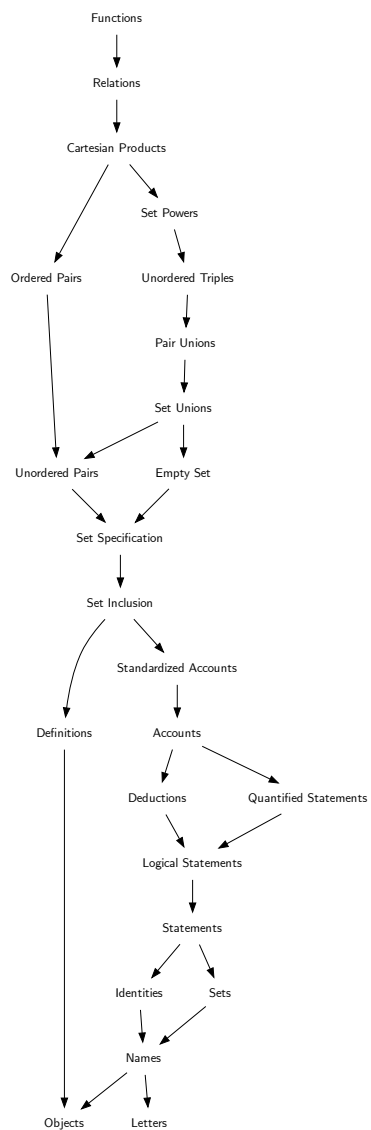 Functions
Relations
Cartesian Products
Set Powers
Ordered Pairs
Unordered Triples
Pair Unions
Set Unions
Unordered Pairs
Empty Set
Set Specification
Set Inclusion
Standardized Accounts
Definitions
Accounts
Deductions
Quantified Statements
Logical Statements
Statements
Identities
Sets
Names
Objects
Letters